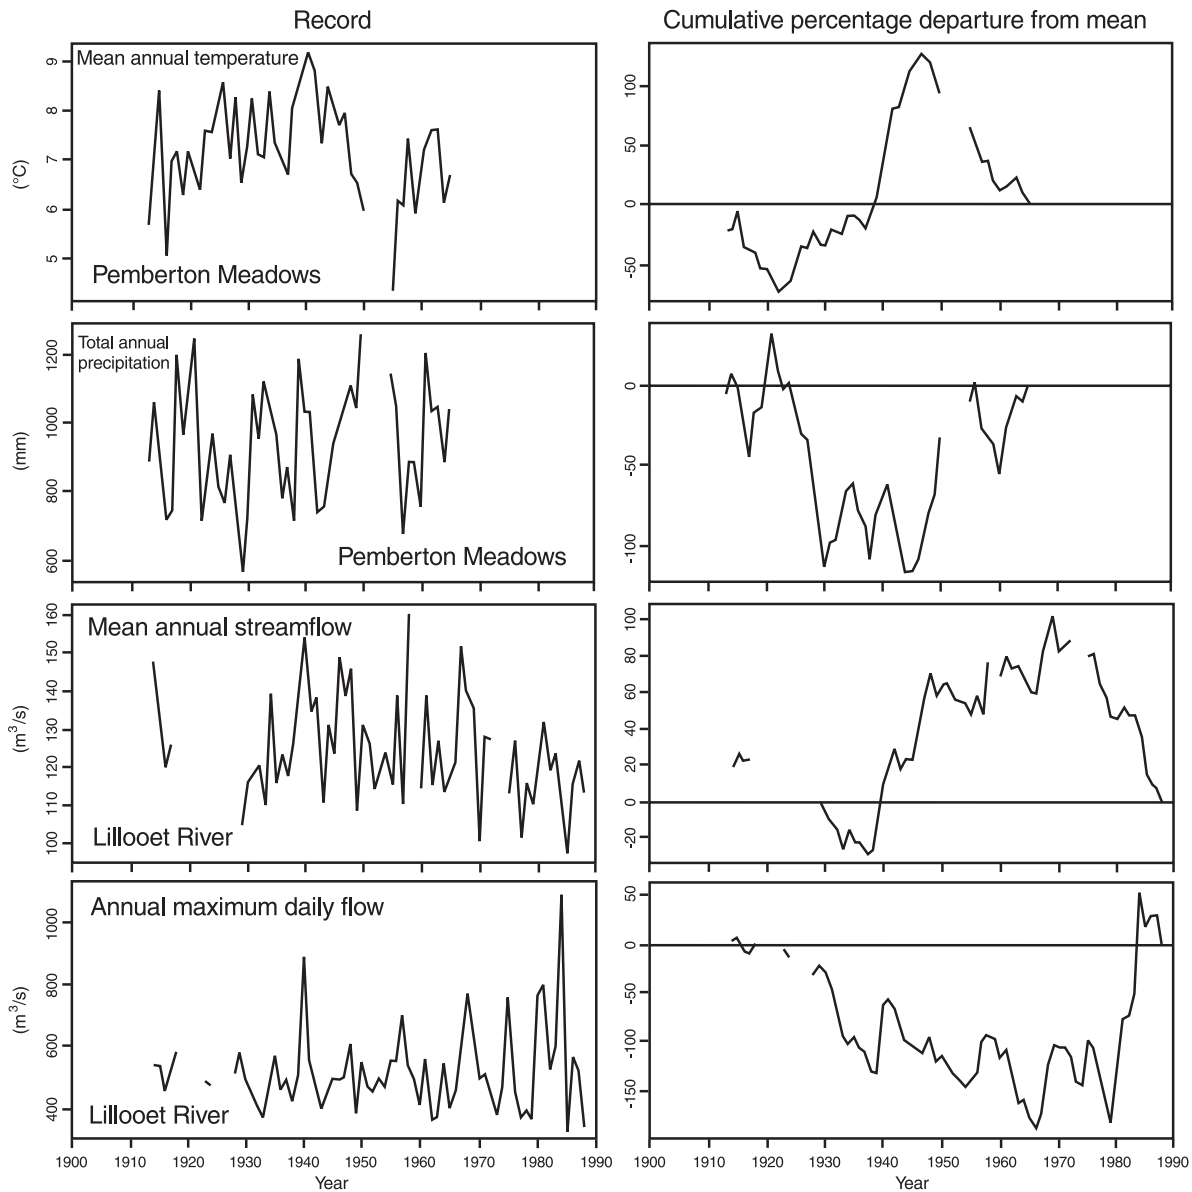 Record
Cumulative percentage departure from mean
Mean annual temperature
9
8
7
6
5
(°C)
Pemberton Meadows
100
50
0
-50
Total annual
precipitation
1200
1000
800
600
(mm)
Pemberton Meadows
0
-50
-100
Mean annual streamflow
160
150
140
130
120
110
100
(m³/s)
Lillooet River
100
80
60
40
20
0
-20
Annual maximum daily flow
1000
800
600
400
(m³/s)
Lillooet River
50
0
-50
-100
-150
1900 1910 1920 1930 1940 1950 1960 1970 1980 1990
Year
1900 1910 1920 1930 1940 1950 1960 1970 1980 1990
Year